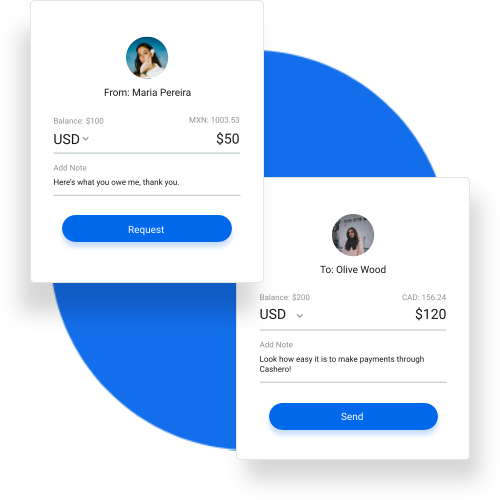 From: Maria Pereira
Balance: $100
MXN: 1003.53
USD
$50
Add Note
Here's what you owe me, thank you.
Request
To: Olive Wood
Balance: $200
CAD: 156.24
USD
$120
Add Note
Look how easy it is to make payments through
Cashero!
Send